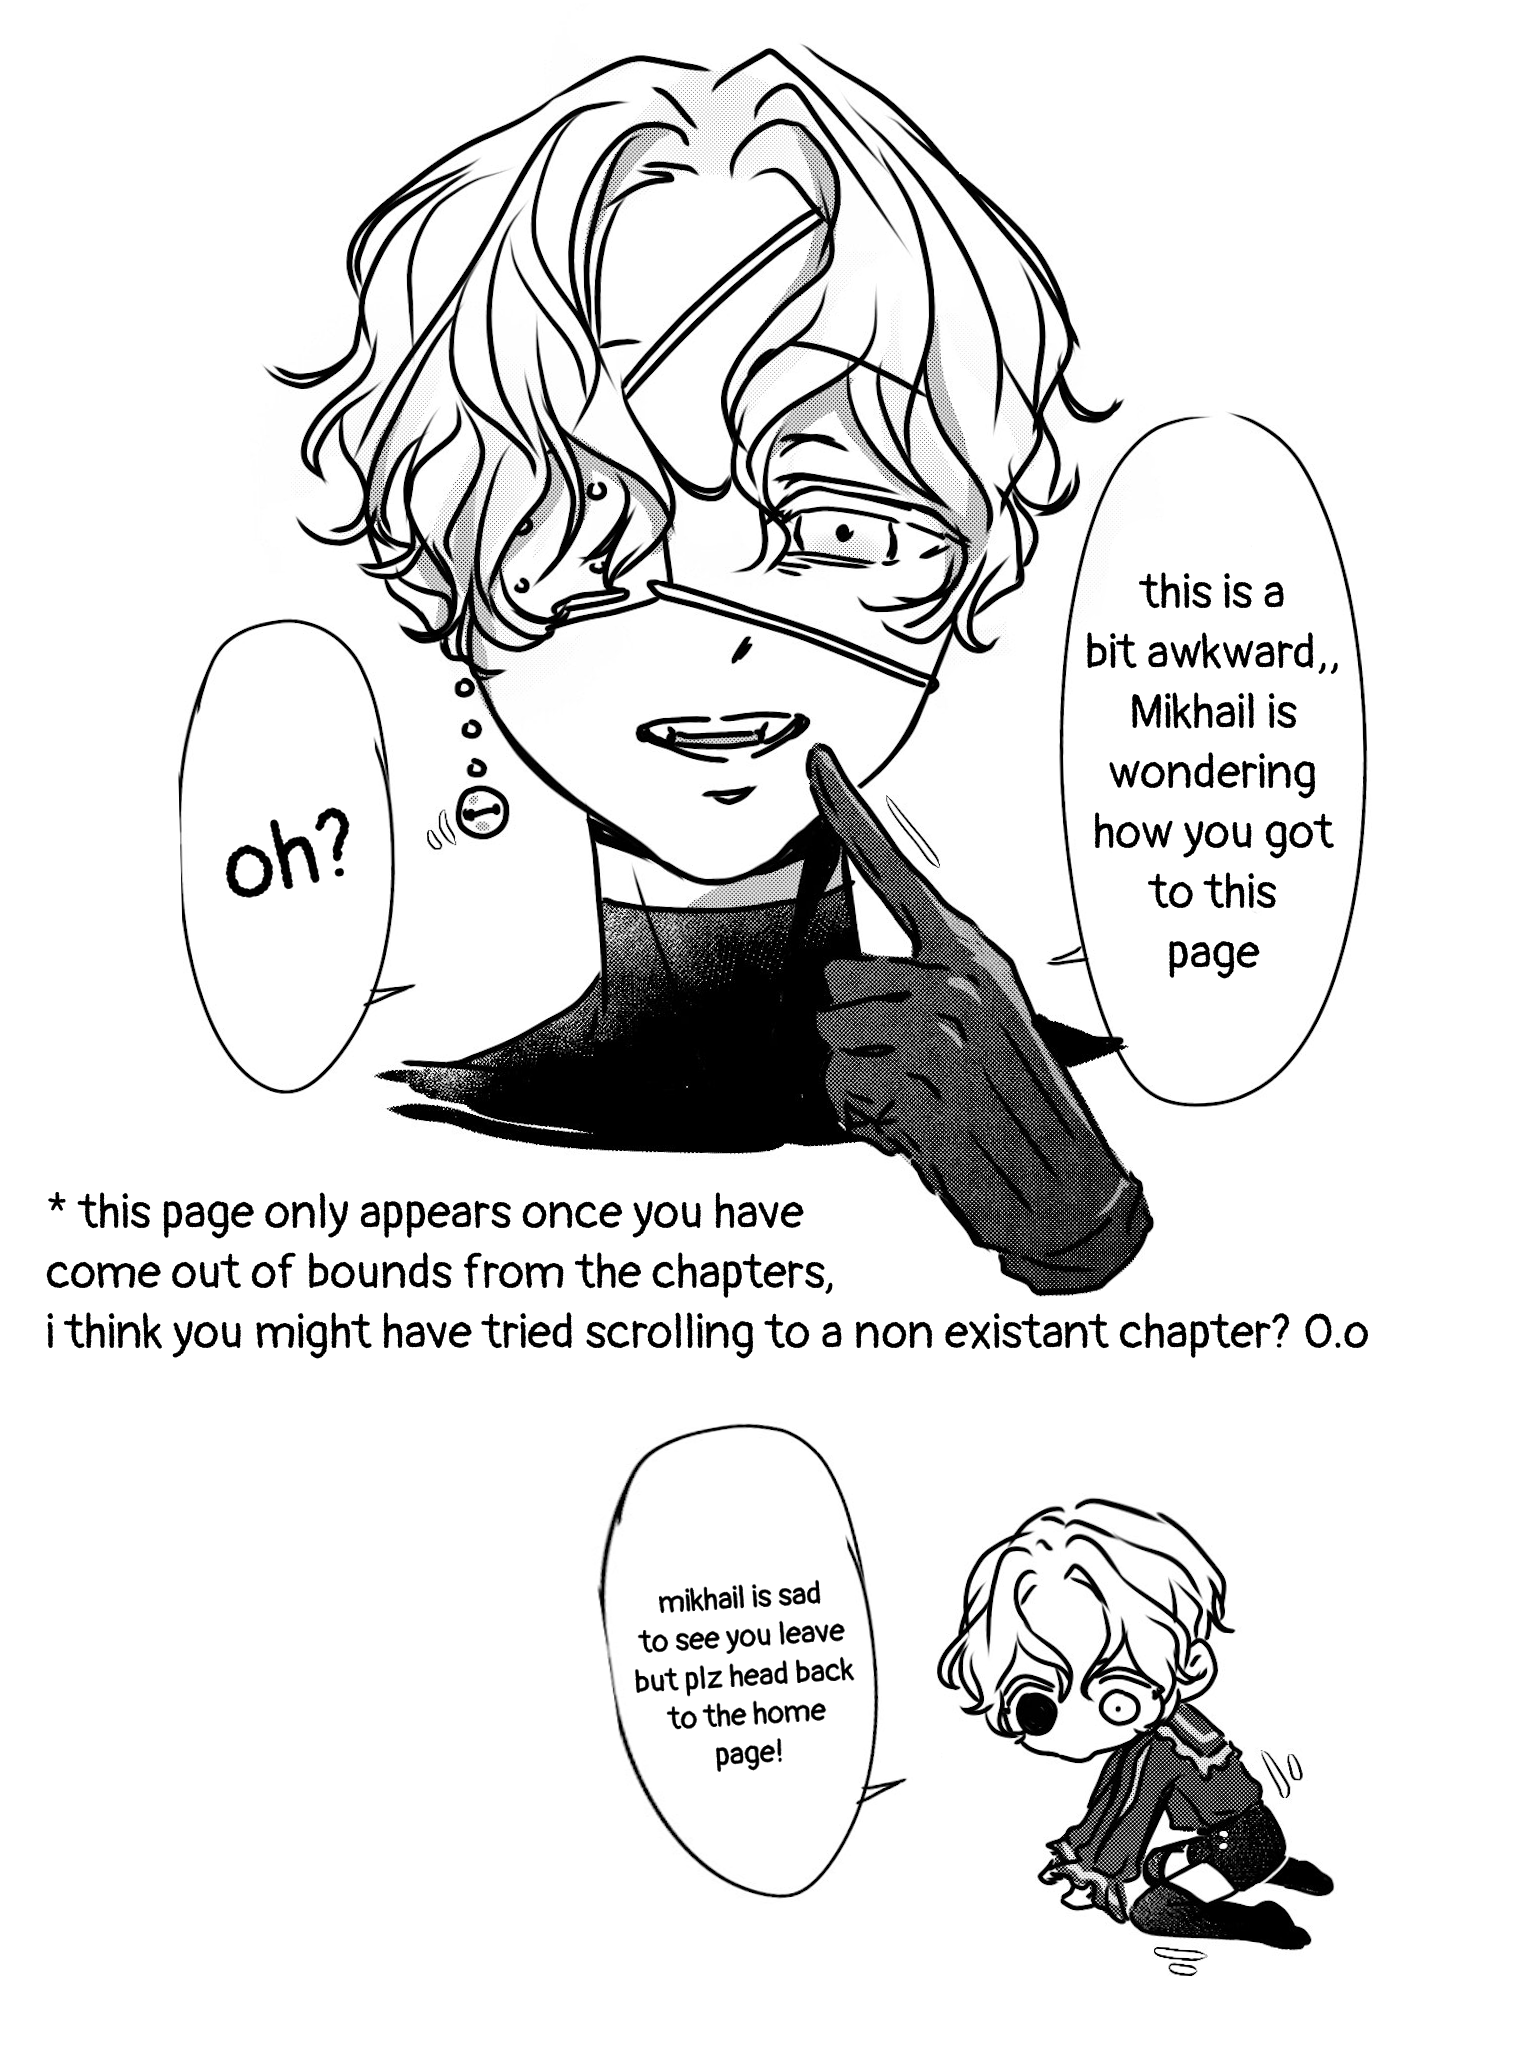 oh?
this is a
bit awkward,,
Mikhail is
wondering
how you got
to this
page
* this page only appears once you have
come out of bounds from the chapters,
i think you might have tried scrolling to a non existant chapter? O.o
mikhail is sad
to see you leave
but plz head back
to the home
page!